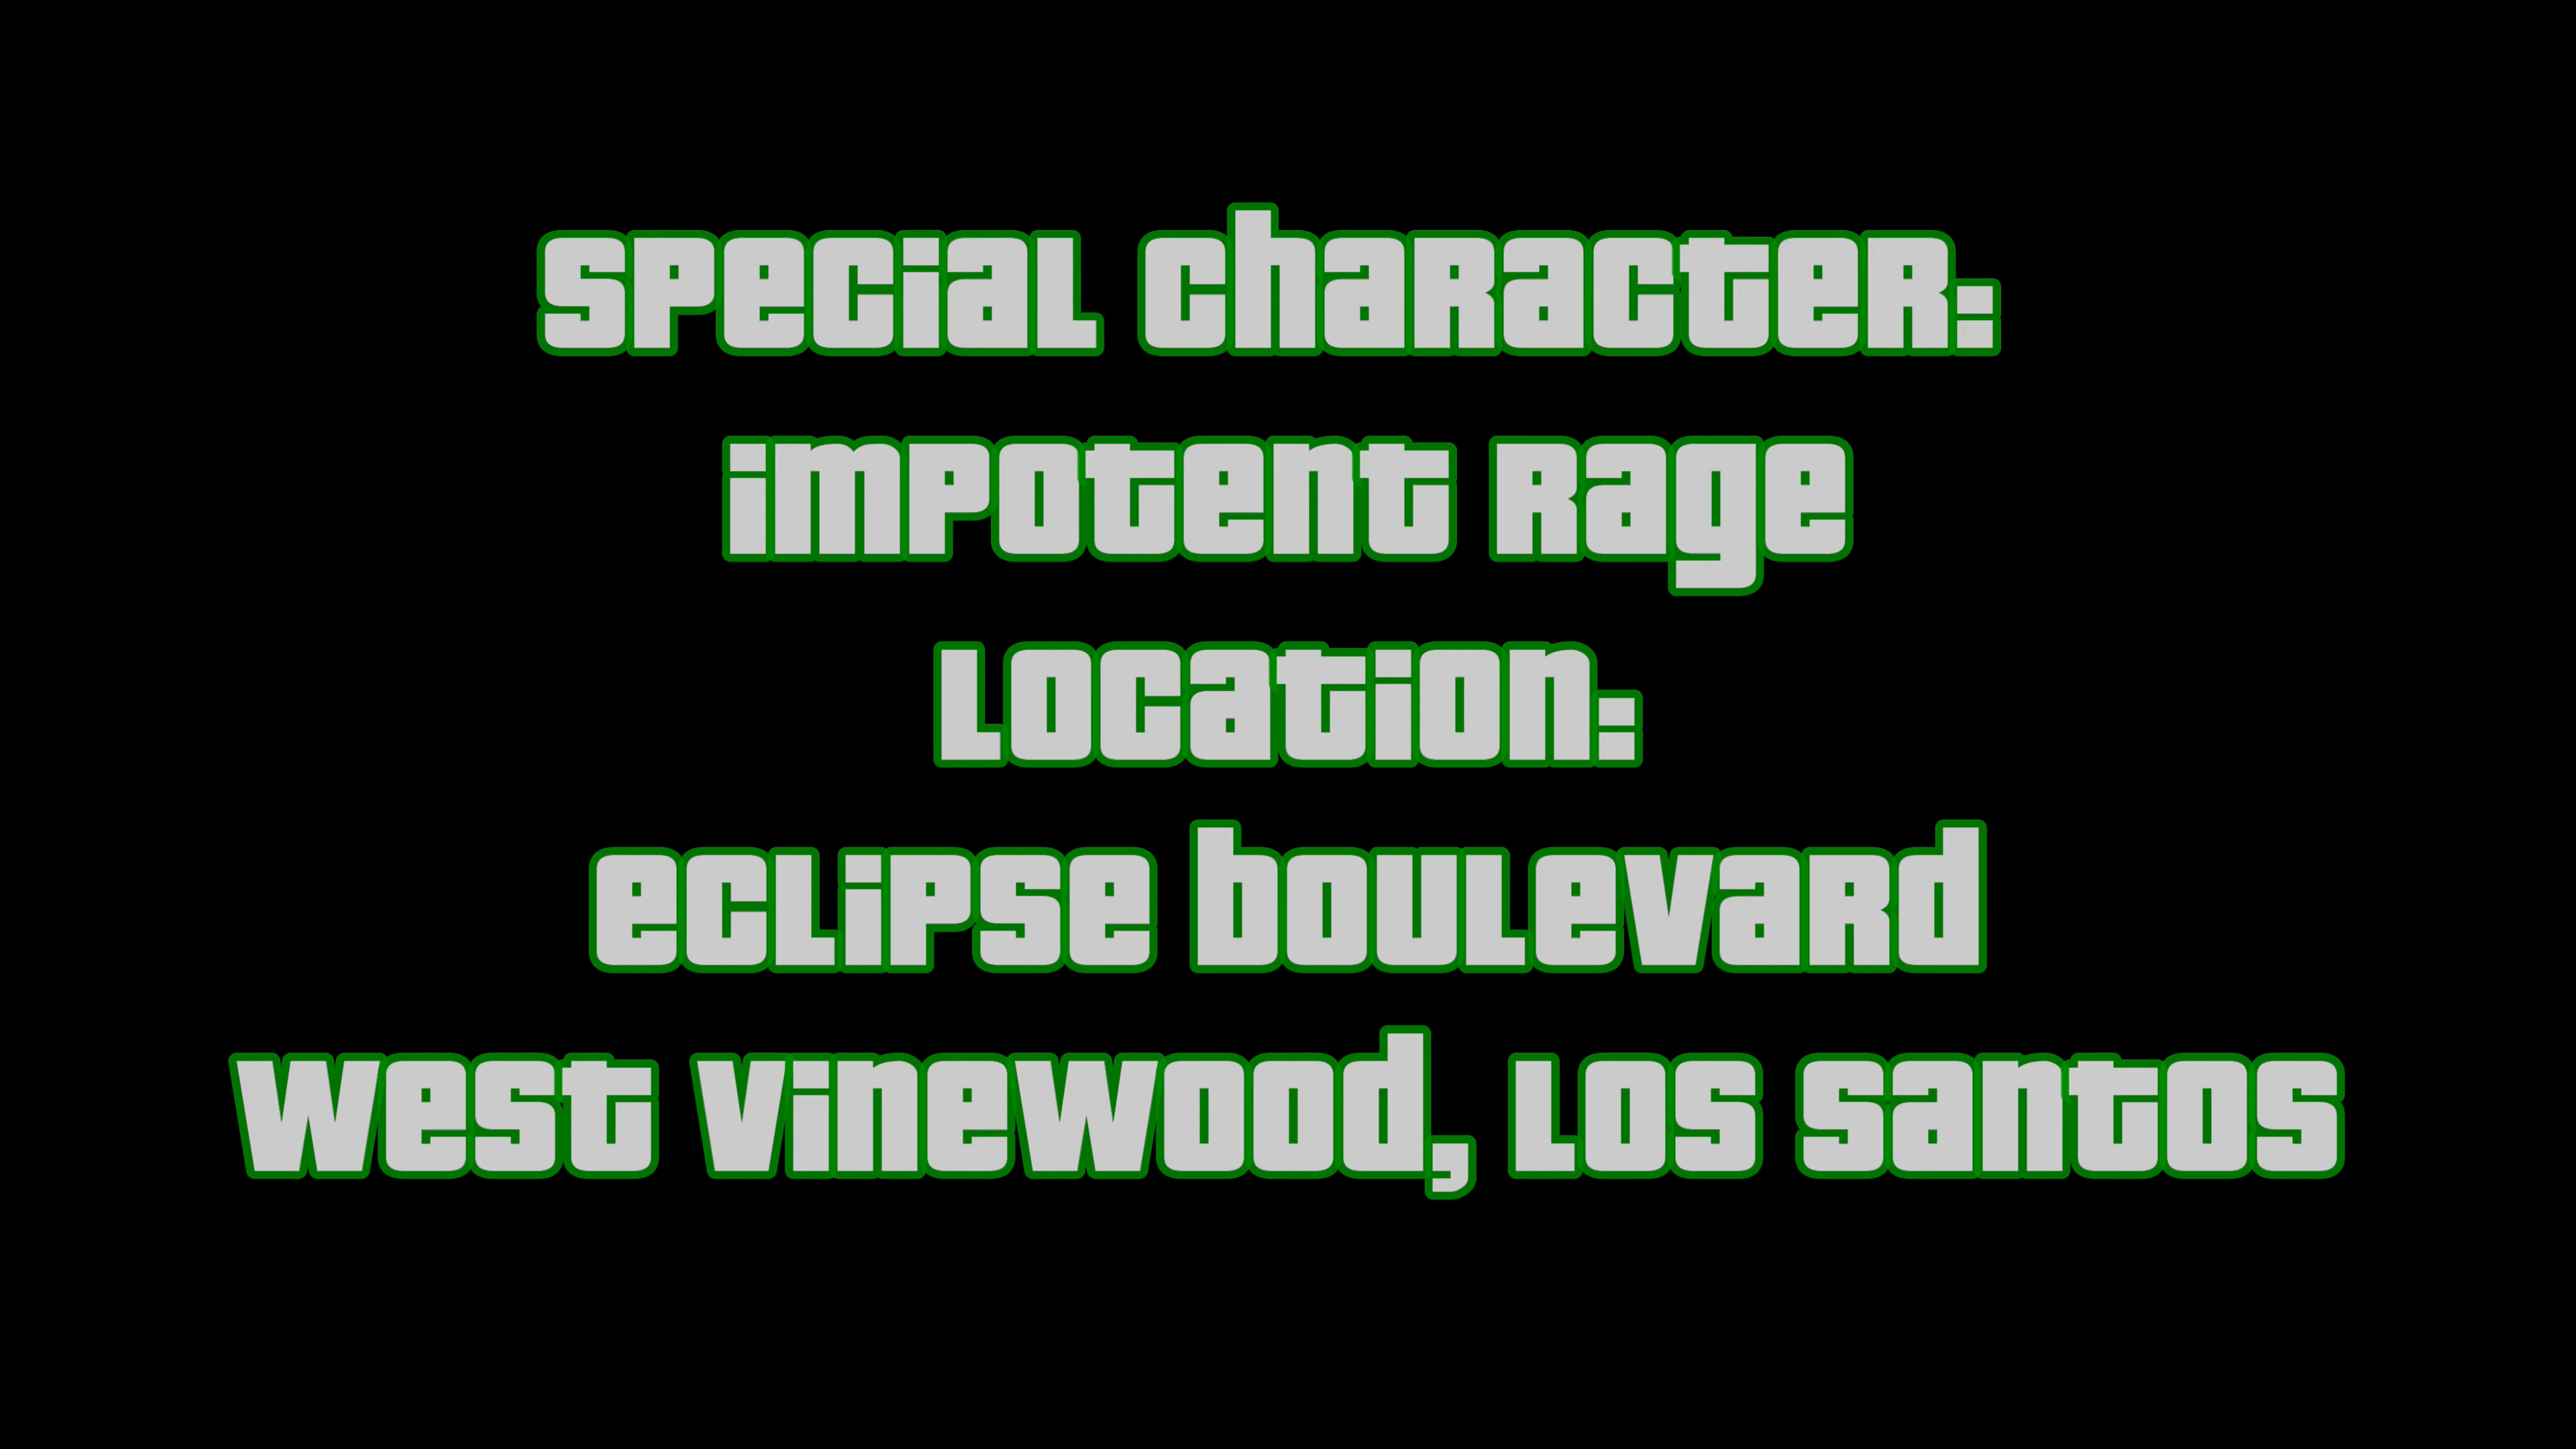 Special Character:
Impotent Rage
Location:
Eclipse Boulevard
West Vinewood, Los Santos